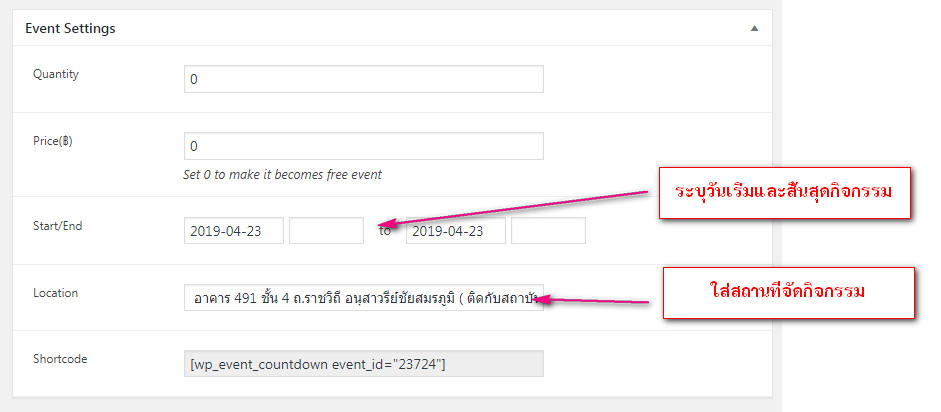 Event Settings
Quantity
0
Price(฿)
0
Set 0 to make it becomes free event
ระบุวันเริ่มและสิ้นสุดกิจกรรม
Start/End
2019-04-23 to 2019-04-23
ใส่สถานที่จัดกิจกรรม
Location
อาคาร 491 ชั้น 4 ถ.ราชวิถี อนุสาวรีย์ชัยสมรภูมิ ( ติดกับสถาบัน
Shortcode
[wp_event_countdown event_id="23724"]